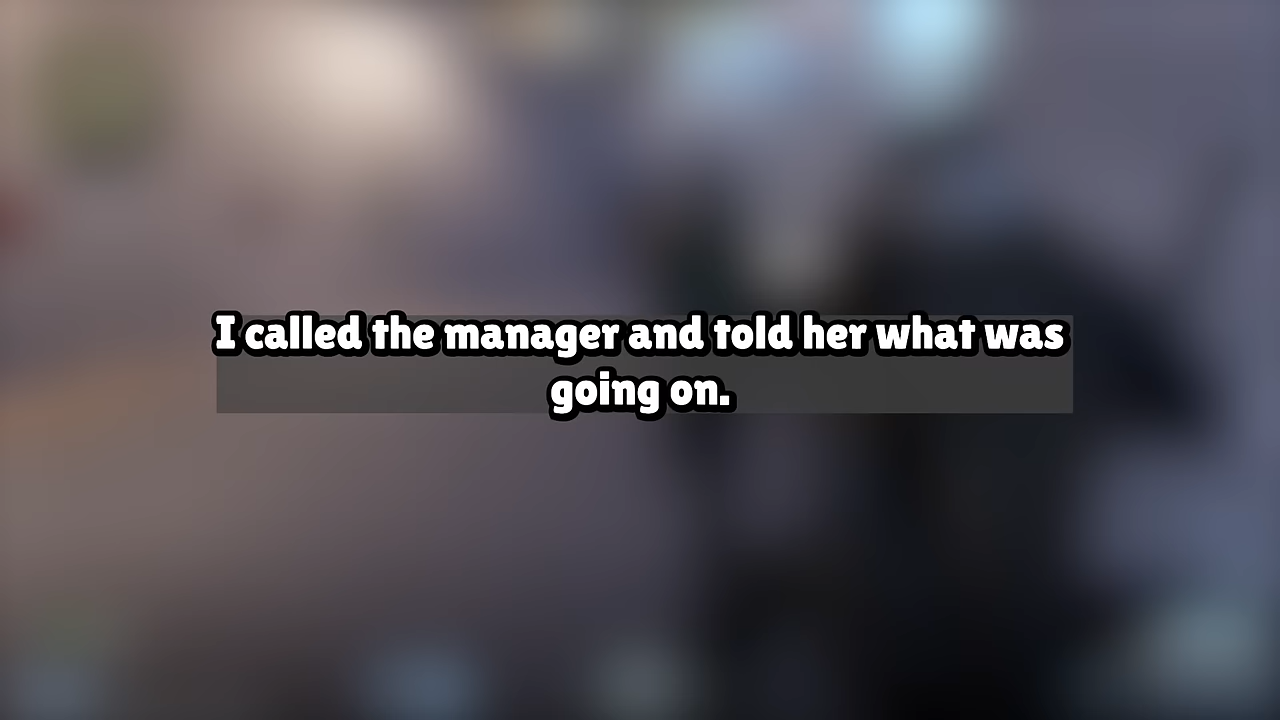 I called the manager and told her what was
going on.